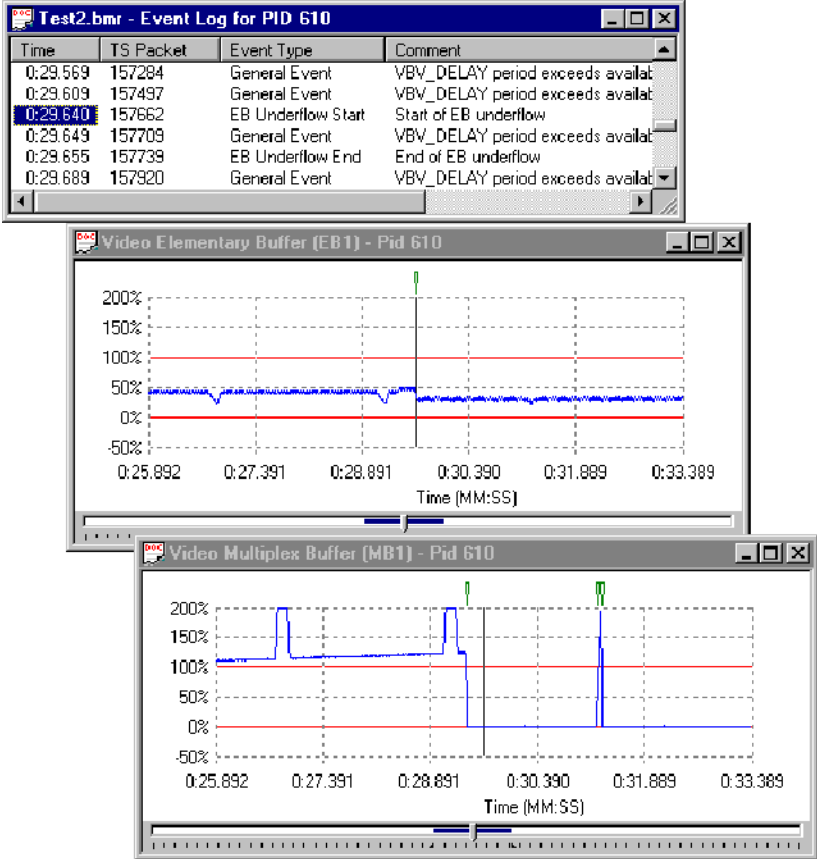 Test2.bmr - Event Log for PID 610
Time TS Packet Event Type Comment
0:29.569 157284 General Event VBV_DELAY period exceeds availab
0:29.609 157497 General Event VBV_DELAY period exceeds availab
0:29.640 157662 EB Underflow Start Start of EB underflow
0:29.649 157709 General Event VBV_DELAY period exceeds availab
0:29.655 157739 EB Underflow End End of EB underflow
0:29.689 157920 General Event VBV_DELAY period exceeds availab
Video Elementary Buffer (EB1) - Pid 610
200%
150%
100%
50%
0%
-50%
0:25.892 0:27.391 0:28.891 0:30.390 0:31.889 0:33.389
Time (MM:SS)
Video Multiplex Buffer (MB1) - Pid 610
200%
150%
100%
50%
0%
-50%
0:25.892 0:27.391 0:28.891 0:30.390 0:31.889 0:33.389
Time (MM:SS)